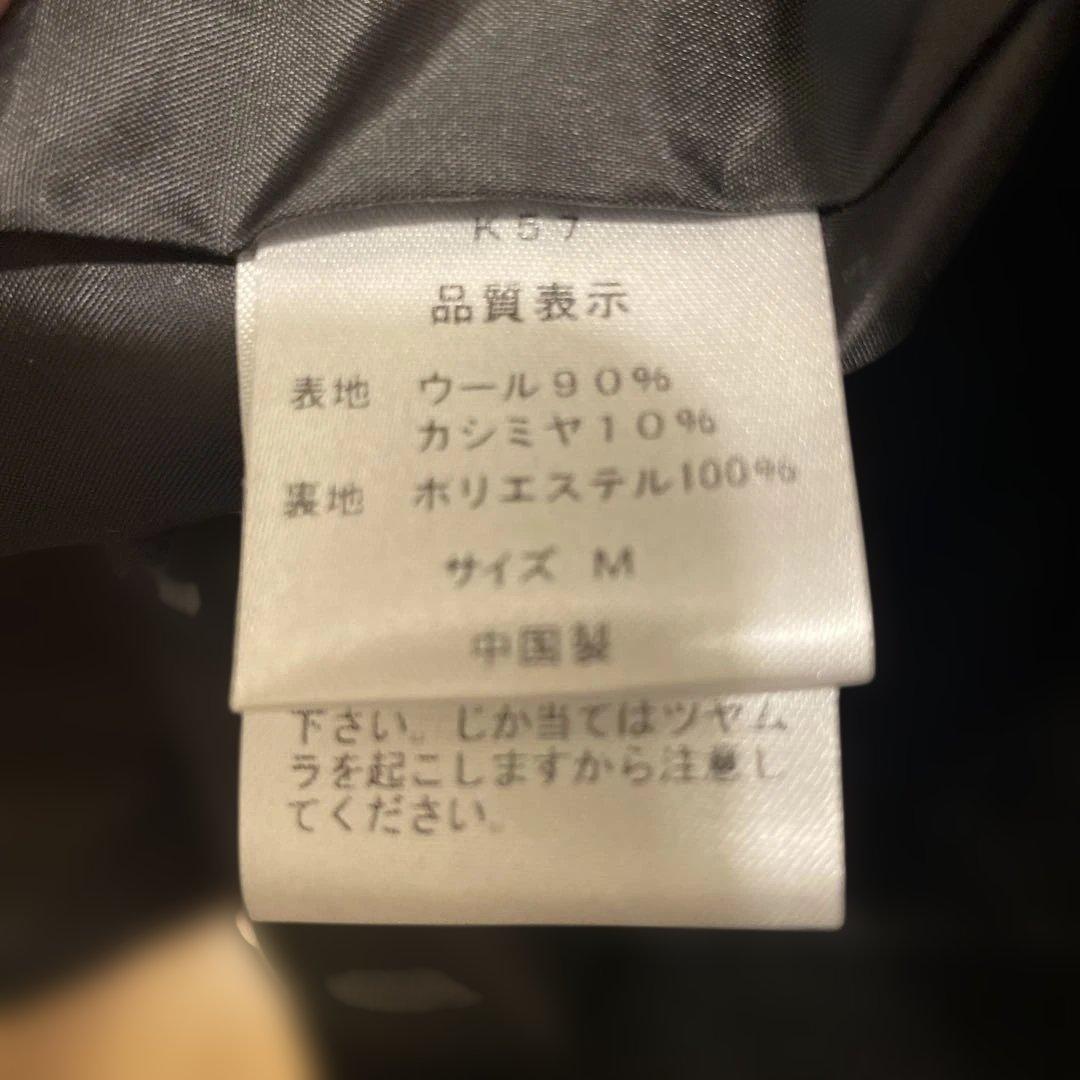 K57
品質表示
表地 ウール90%
カシミヤ10%
裏地 ポリエステル100%
サイズ M
中国製
下さい。じか当てはツヤム
ラを起こしますから注意し
てください。